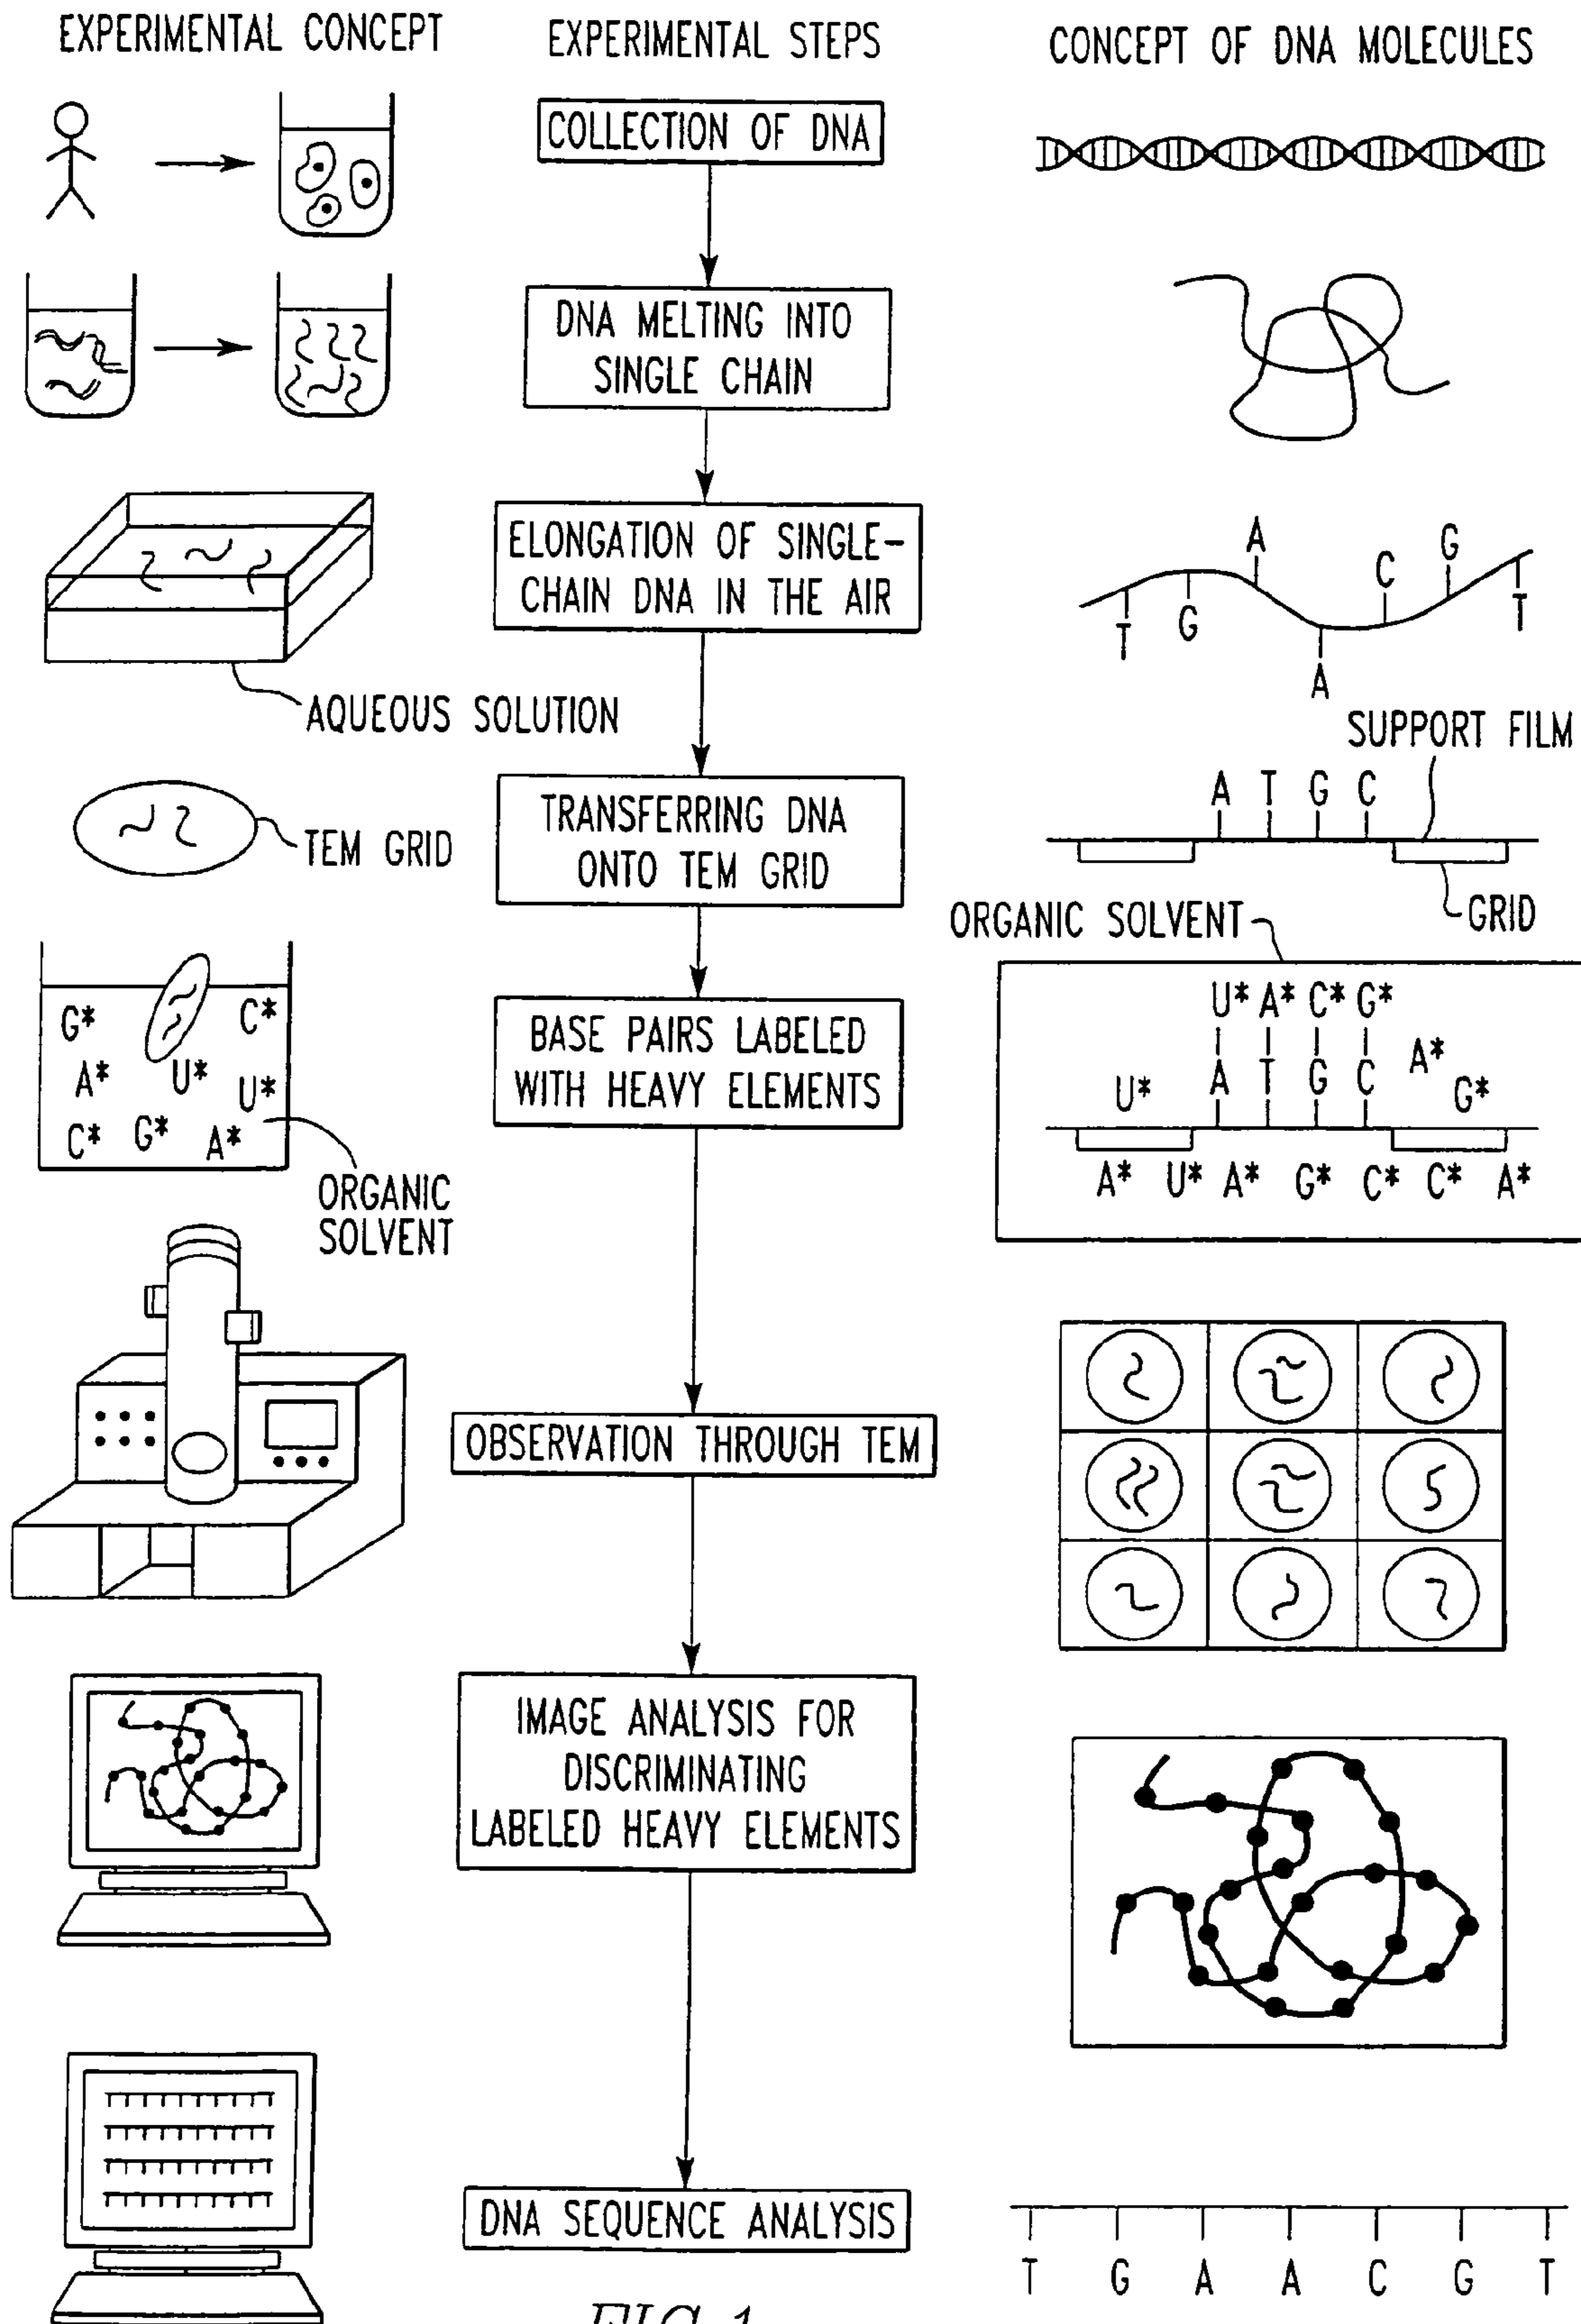 EXPERIMENTAL CONCEPT
EXPERIMENTAL STEPS
CONCEPT OF DNA MOLECULES
COLLECTION OF DNA
DNA MELTING INTO
SINGLE CHAIN
ELONGATION OF SINGLE-
CHAIN DNA IN THE AIR
A
C
G
T
G
A
T
AQUEOUS SOLUTION
SUPPORT FILM
TEM GRID
TRANSFERRING DNA
ONTO TEM GRID
A T G C
GRID
ORGANIC SOLVENT
G* C*
A* U* U*
C* G* A*
ORGANIC
SOLVENT
BASE PAIRS LABELED
WITH HEAVY ELEMENTS
U* A* C* G*
A*
U* A T G C G*
A* U* A* G* C* C* A*
OBSERVATION THROUGH TEM
IMAGE ANALYSIS FOR
DISCRIMINATING
LABELED HEAVY ELEMENTS
DNA SEQUENCE ANALYSIS
T G A A C G T
FIG. 1